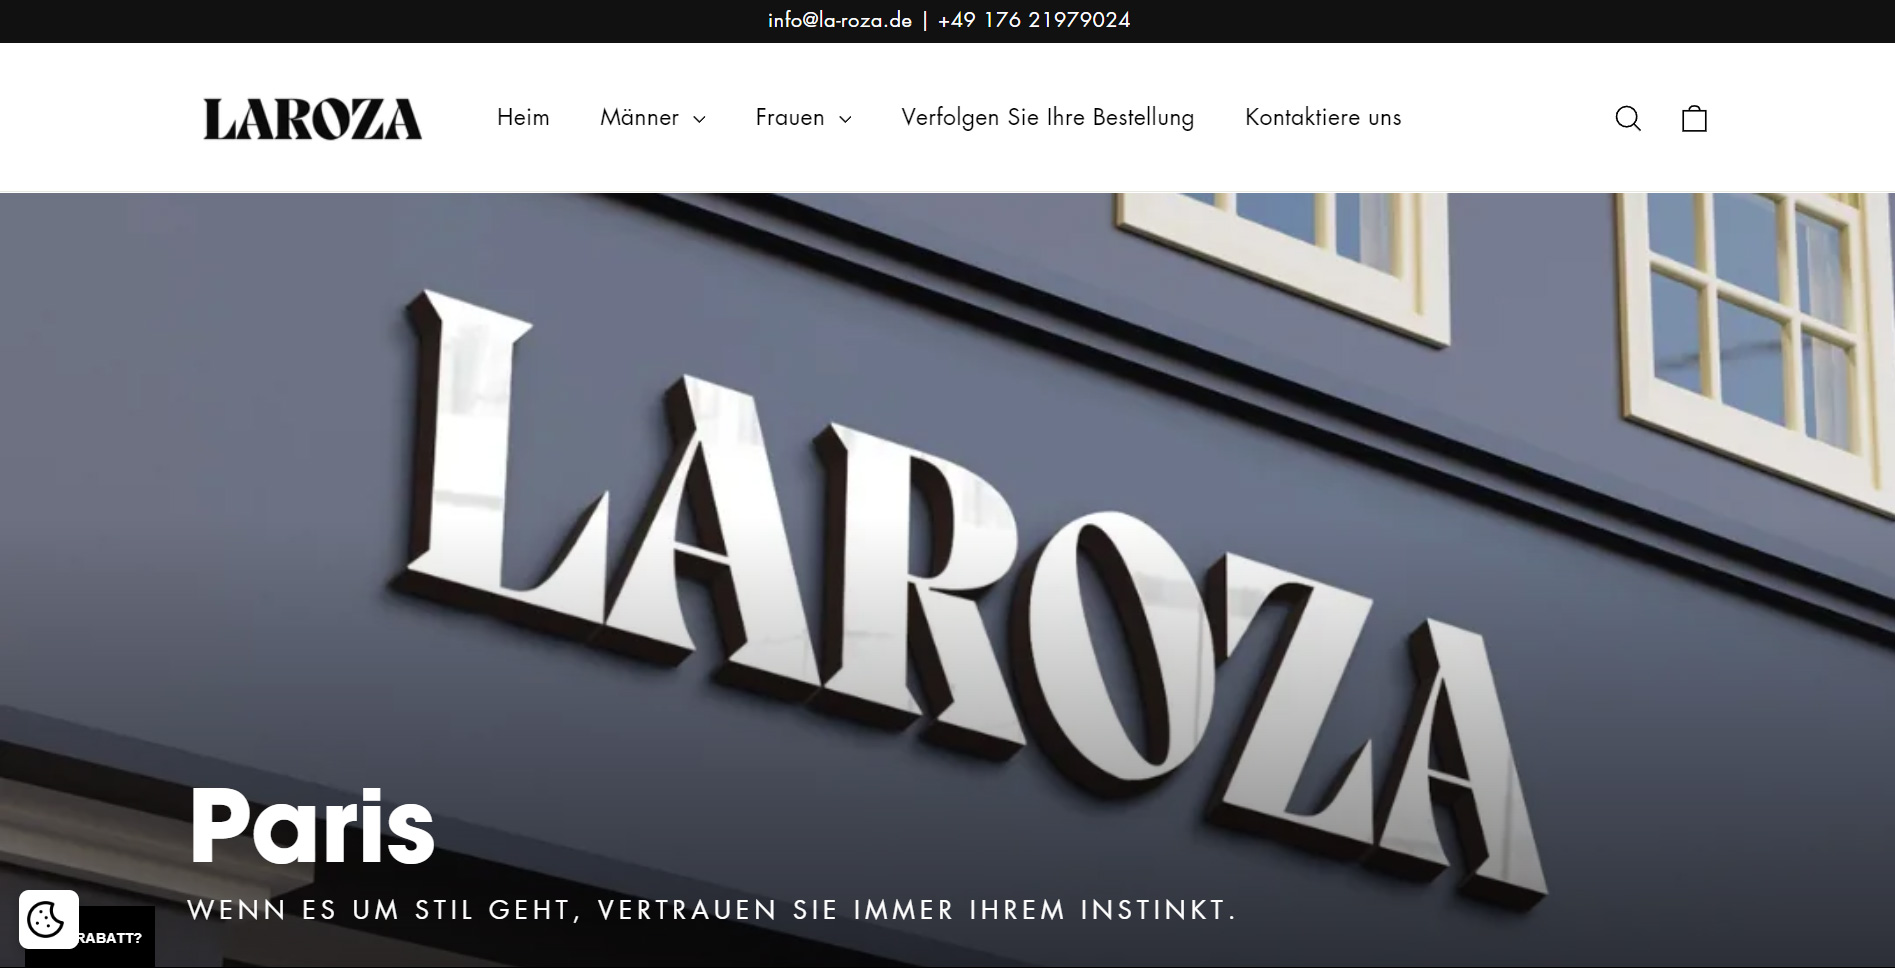 info@la-roza.de | +49 176 21979024
LAROZA Heim Männer Frauen Verfolgen Sie Ihre Bestellung Kontaktiere uns
LAROZA
Paris
WENN ES UM STIL GEHT, VERTRAUEN SIE IMMER IHREM INSTINKT.
RABATT?